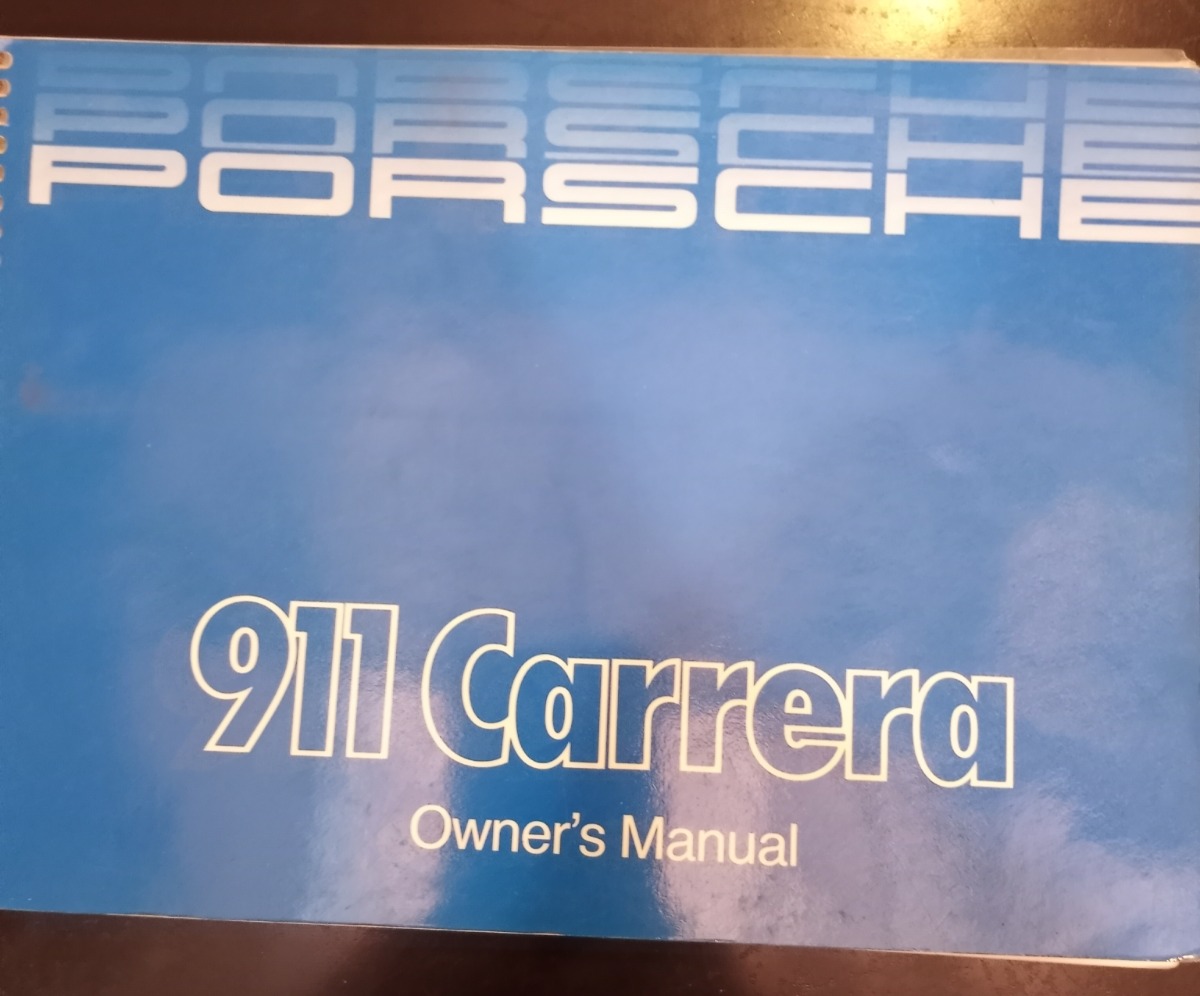 PORSCHE
PORSCHE
PORSCHE
911 Carrera
Owner's Manual